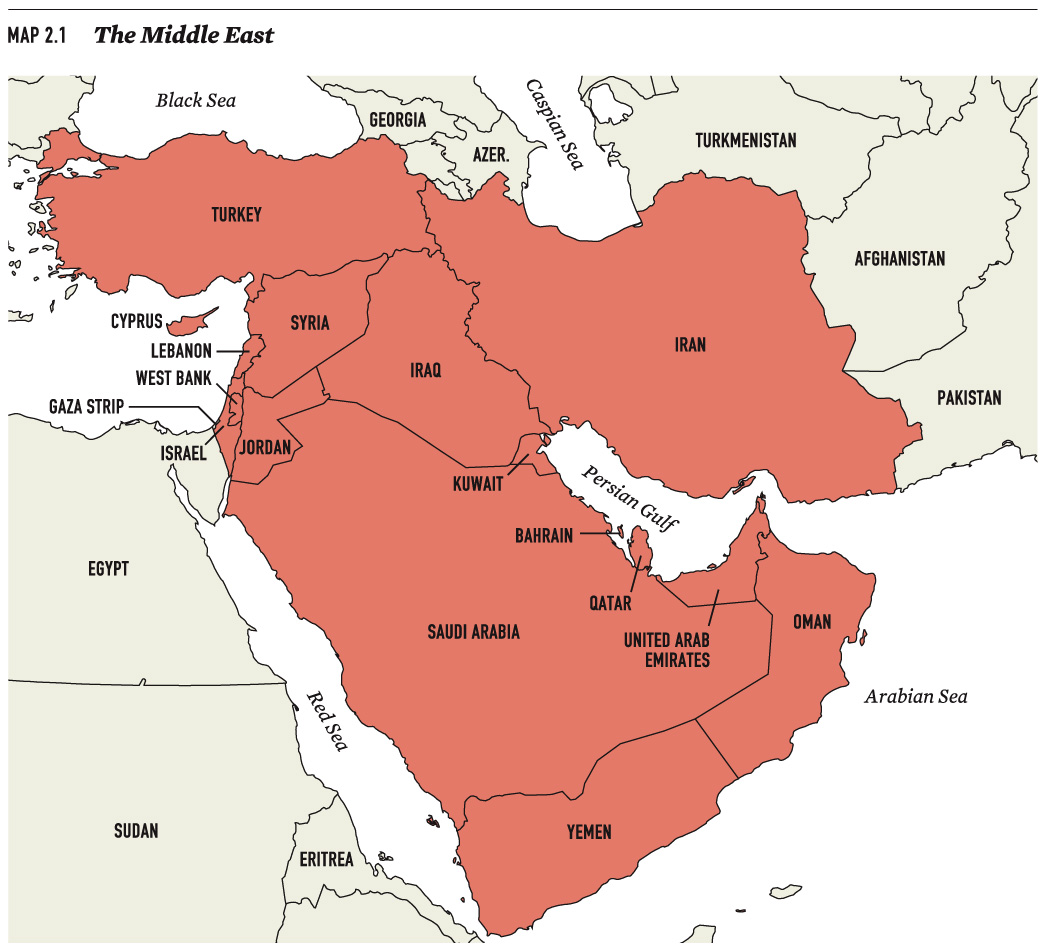 MAP 2.1 The Middle East
Black Sea
Caspian Sea
GEORGIA
TURKMENISTAN
AZER.
TURKEY
AFGHANISTAN
CYPRUS
SYRIA
IRAN
LEBANON
IRAQ
WEST BANK
PAKISTAN
GAZA STRIP
ISRAEL
JORDAN
KUWAIT
Persian Gulf
BAHRAIN
EGYPT
QATAR
OMAN
SAUDI ARABIA
UNITED ARAB
EMIRATES
Arabian Sea
Red Sea
SUDAN
YEMEN
ERITREA